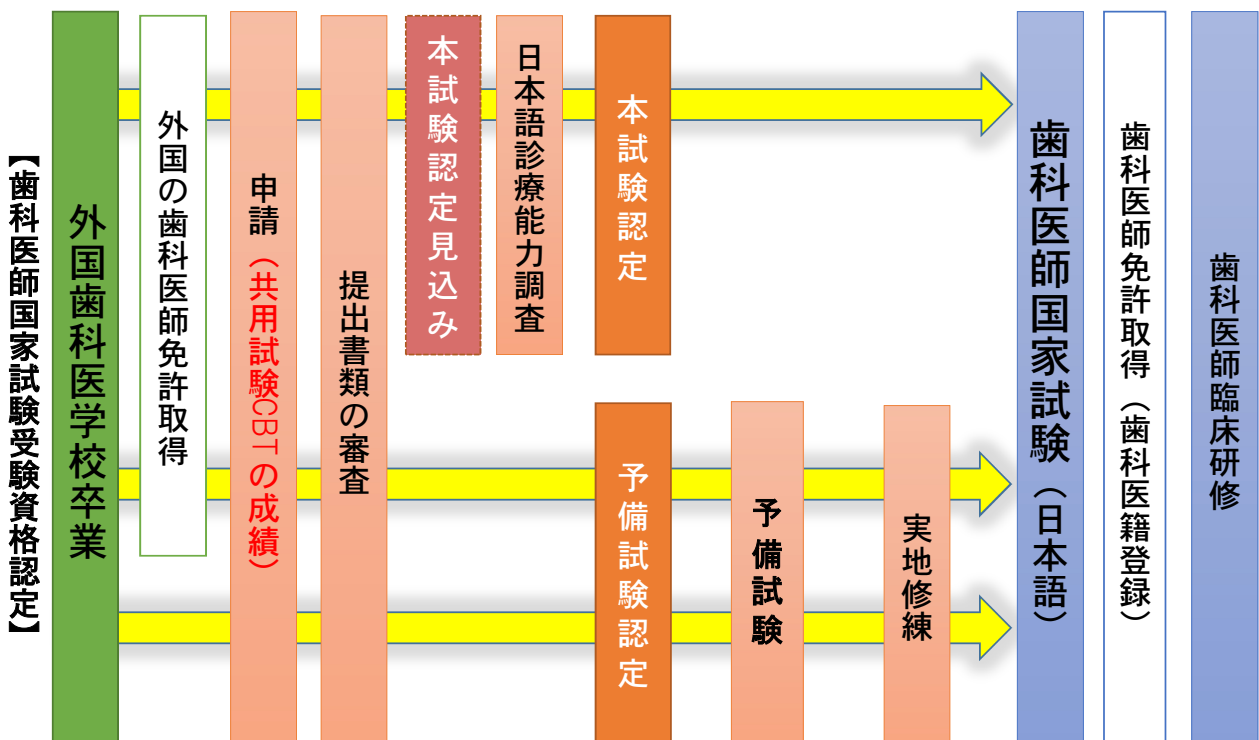 【歯科医師国家試験受験資格認定】
外国歯科医学校卒業
外国の歯科医師免許取得
申請（共用試験CBTの成績）
提出書類の審査
本試験認定見込み
日本語診療能力調査
本試験認定
予備試験認定
予備試験
実地修練
歯科医師国家試験（日本語）
歯科医師免許取得（歯科医籍登録）
歯科医師臨床研修